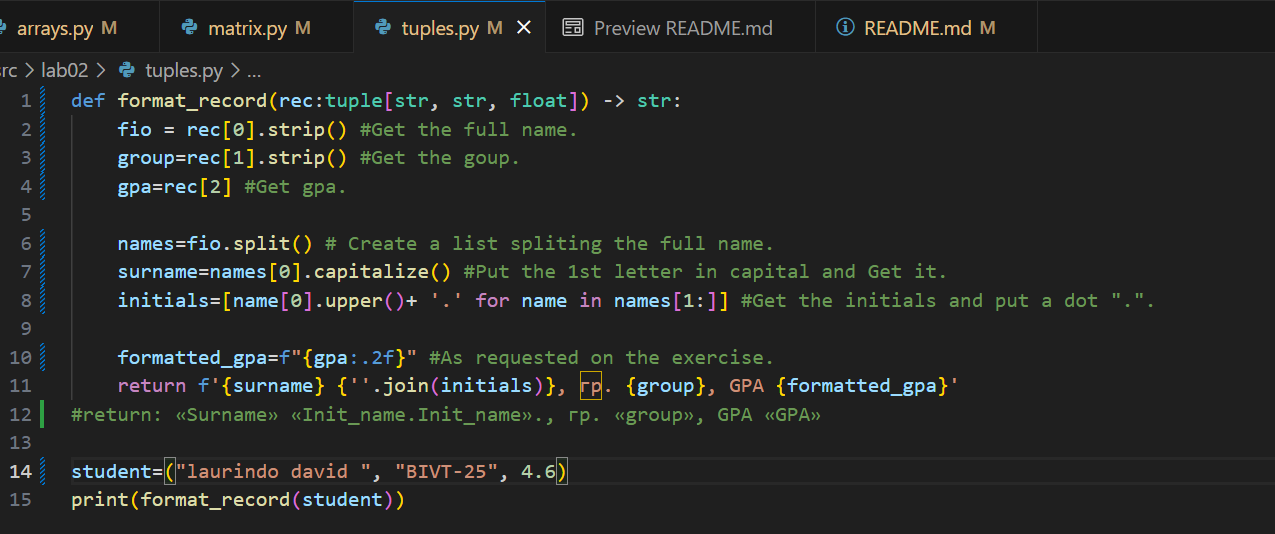 arrays.py M matrix.py M tuples.py M × Preview README.md README.md M
src > lab02 > tuples.py > ...
1 def format_record(rec:tuple[str, str, float]) -> str:
2 fio = rec[0].strip() #Get the full name.
3 group=rec[1].strip() #Get the goup.
4 gpa=rec[2] #Get gpa.
5
6 names=fio.split() # Create a list spliting the full name.
7 surname=names[0].capitalize() #Put the 1st letter in capital and Get it.
8 initials=[name[0].upper()+ '.' for name in names[1:]] #Get the initials and put a dot ".".
9
10 formatted_gpa=f"{gpa:.2f}" #As requested on the exercise.
11 return f'{surname} {''.join(initials)}, гр. {group}, GPA {formatted_gpa}'
12 #return: «Surname» «Init_name.Init_name»., гр. «group», GPA «GPA»
13
14 student=("laurindo david ", "BIVT-25", 4.6)
15 print(format_record(student))